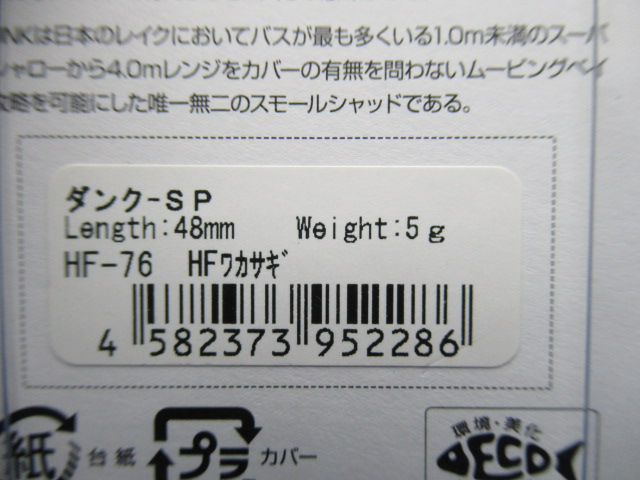 NKは日本のレイクにおいてバスが最も多くいる1.0m未満のスーパ
シャローから4.0mレンジをカバーの有無を問わないムービングベイ
攻略を可能にした唯一無二のスモールシャッドである。
ダンク-SP
Length:48mm Weight:5g
HF-76 HFワカサギ
4 582373 952286
紙 台紙 プラ カバー
環境・美化
ECO